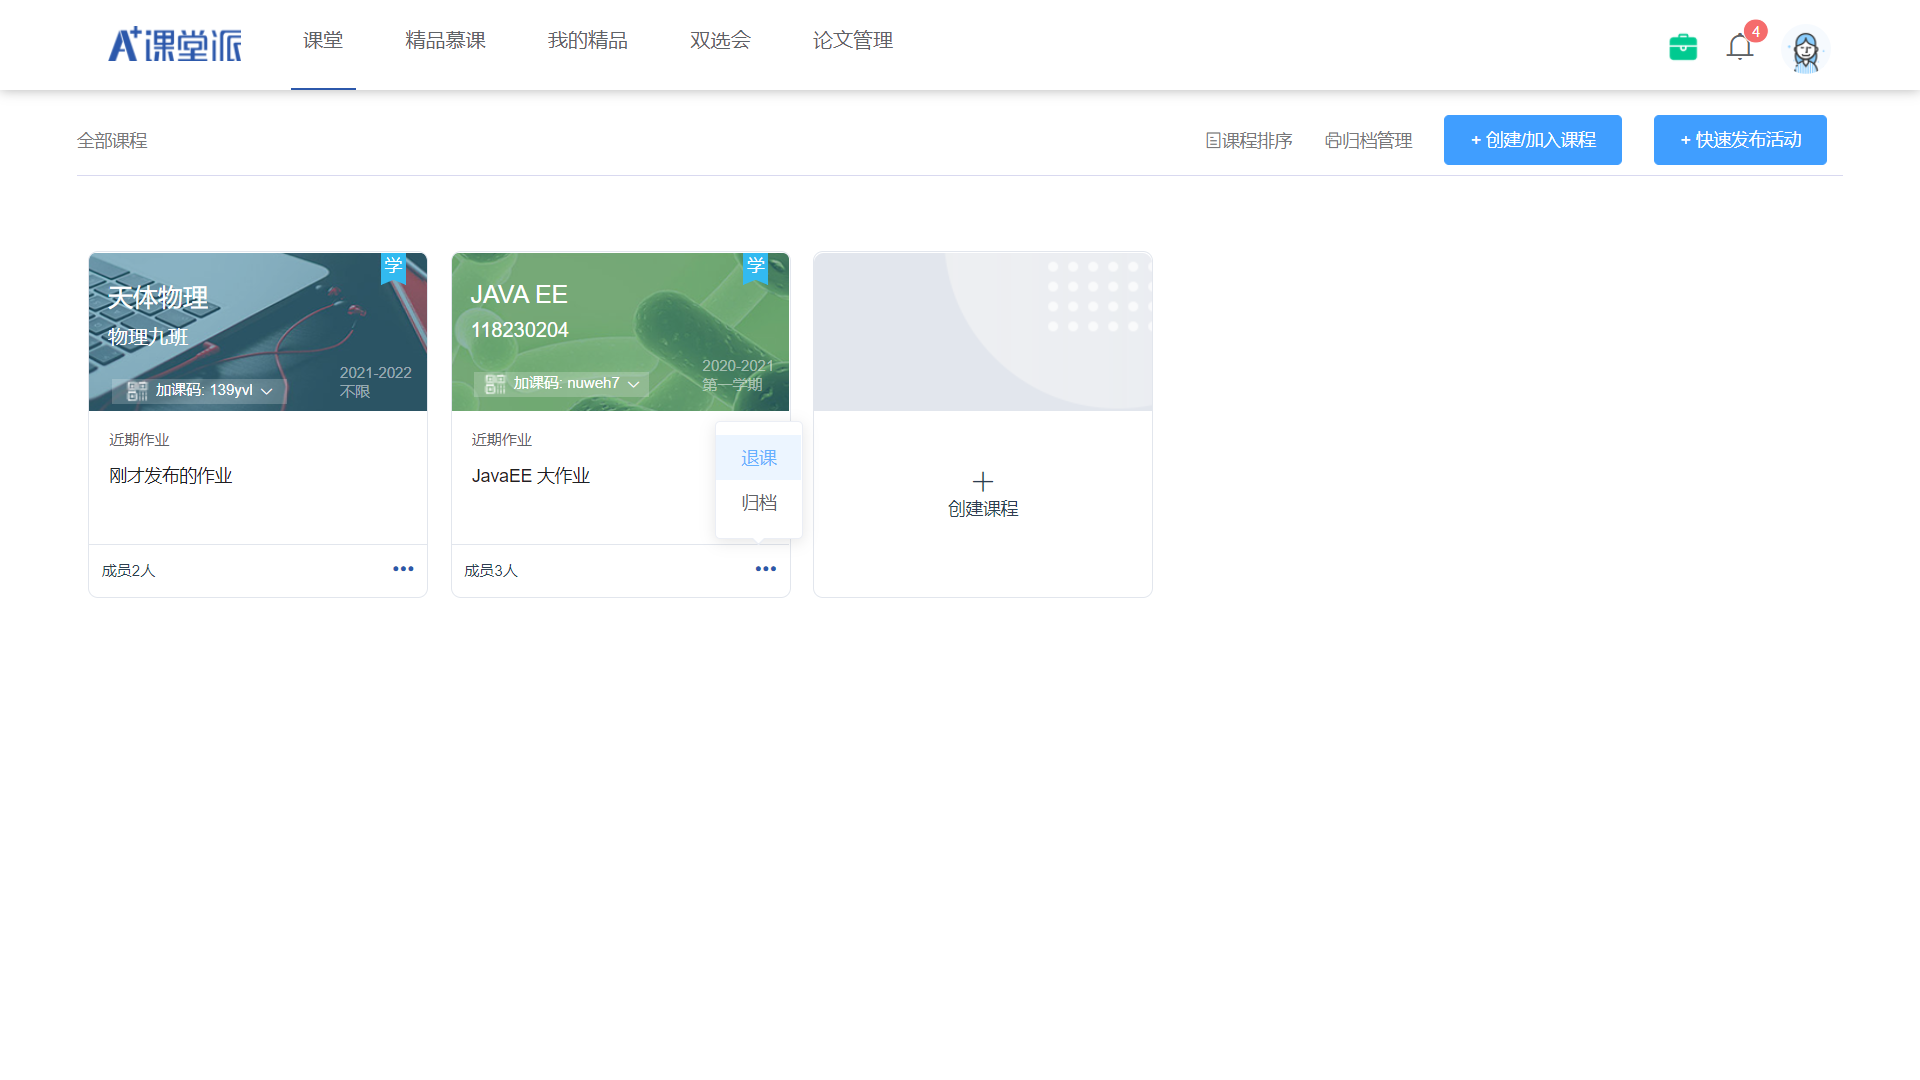 A+课堂派
课堂
精品慕课
我的精品
双选会
论文管理
4
全部课程
课程排序
归档管理
+ 创建/加入课程
+ 快速发布活动
学
天体物理
物理九班
加课码: 139yvl
2021-2022
不限
近期作业
刚才发布的作业
成员2人
学
JAVA EE
118230204
加课码: nuweh7
2020-2021
第一学期
近期作业
JavaEE 大作业
退课
归档
成员3人
创建课程